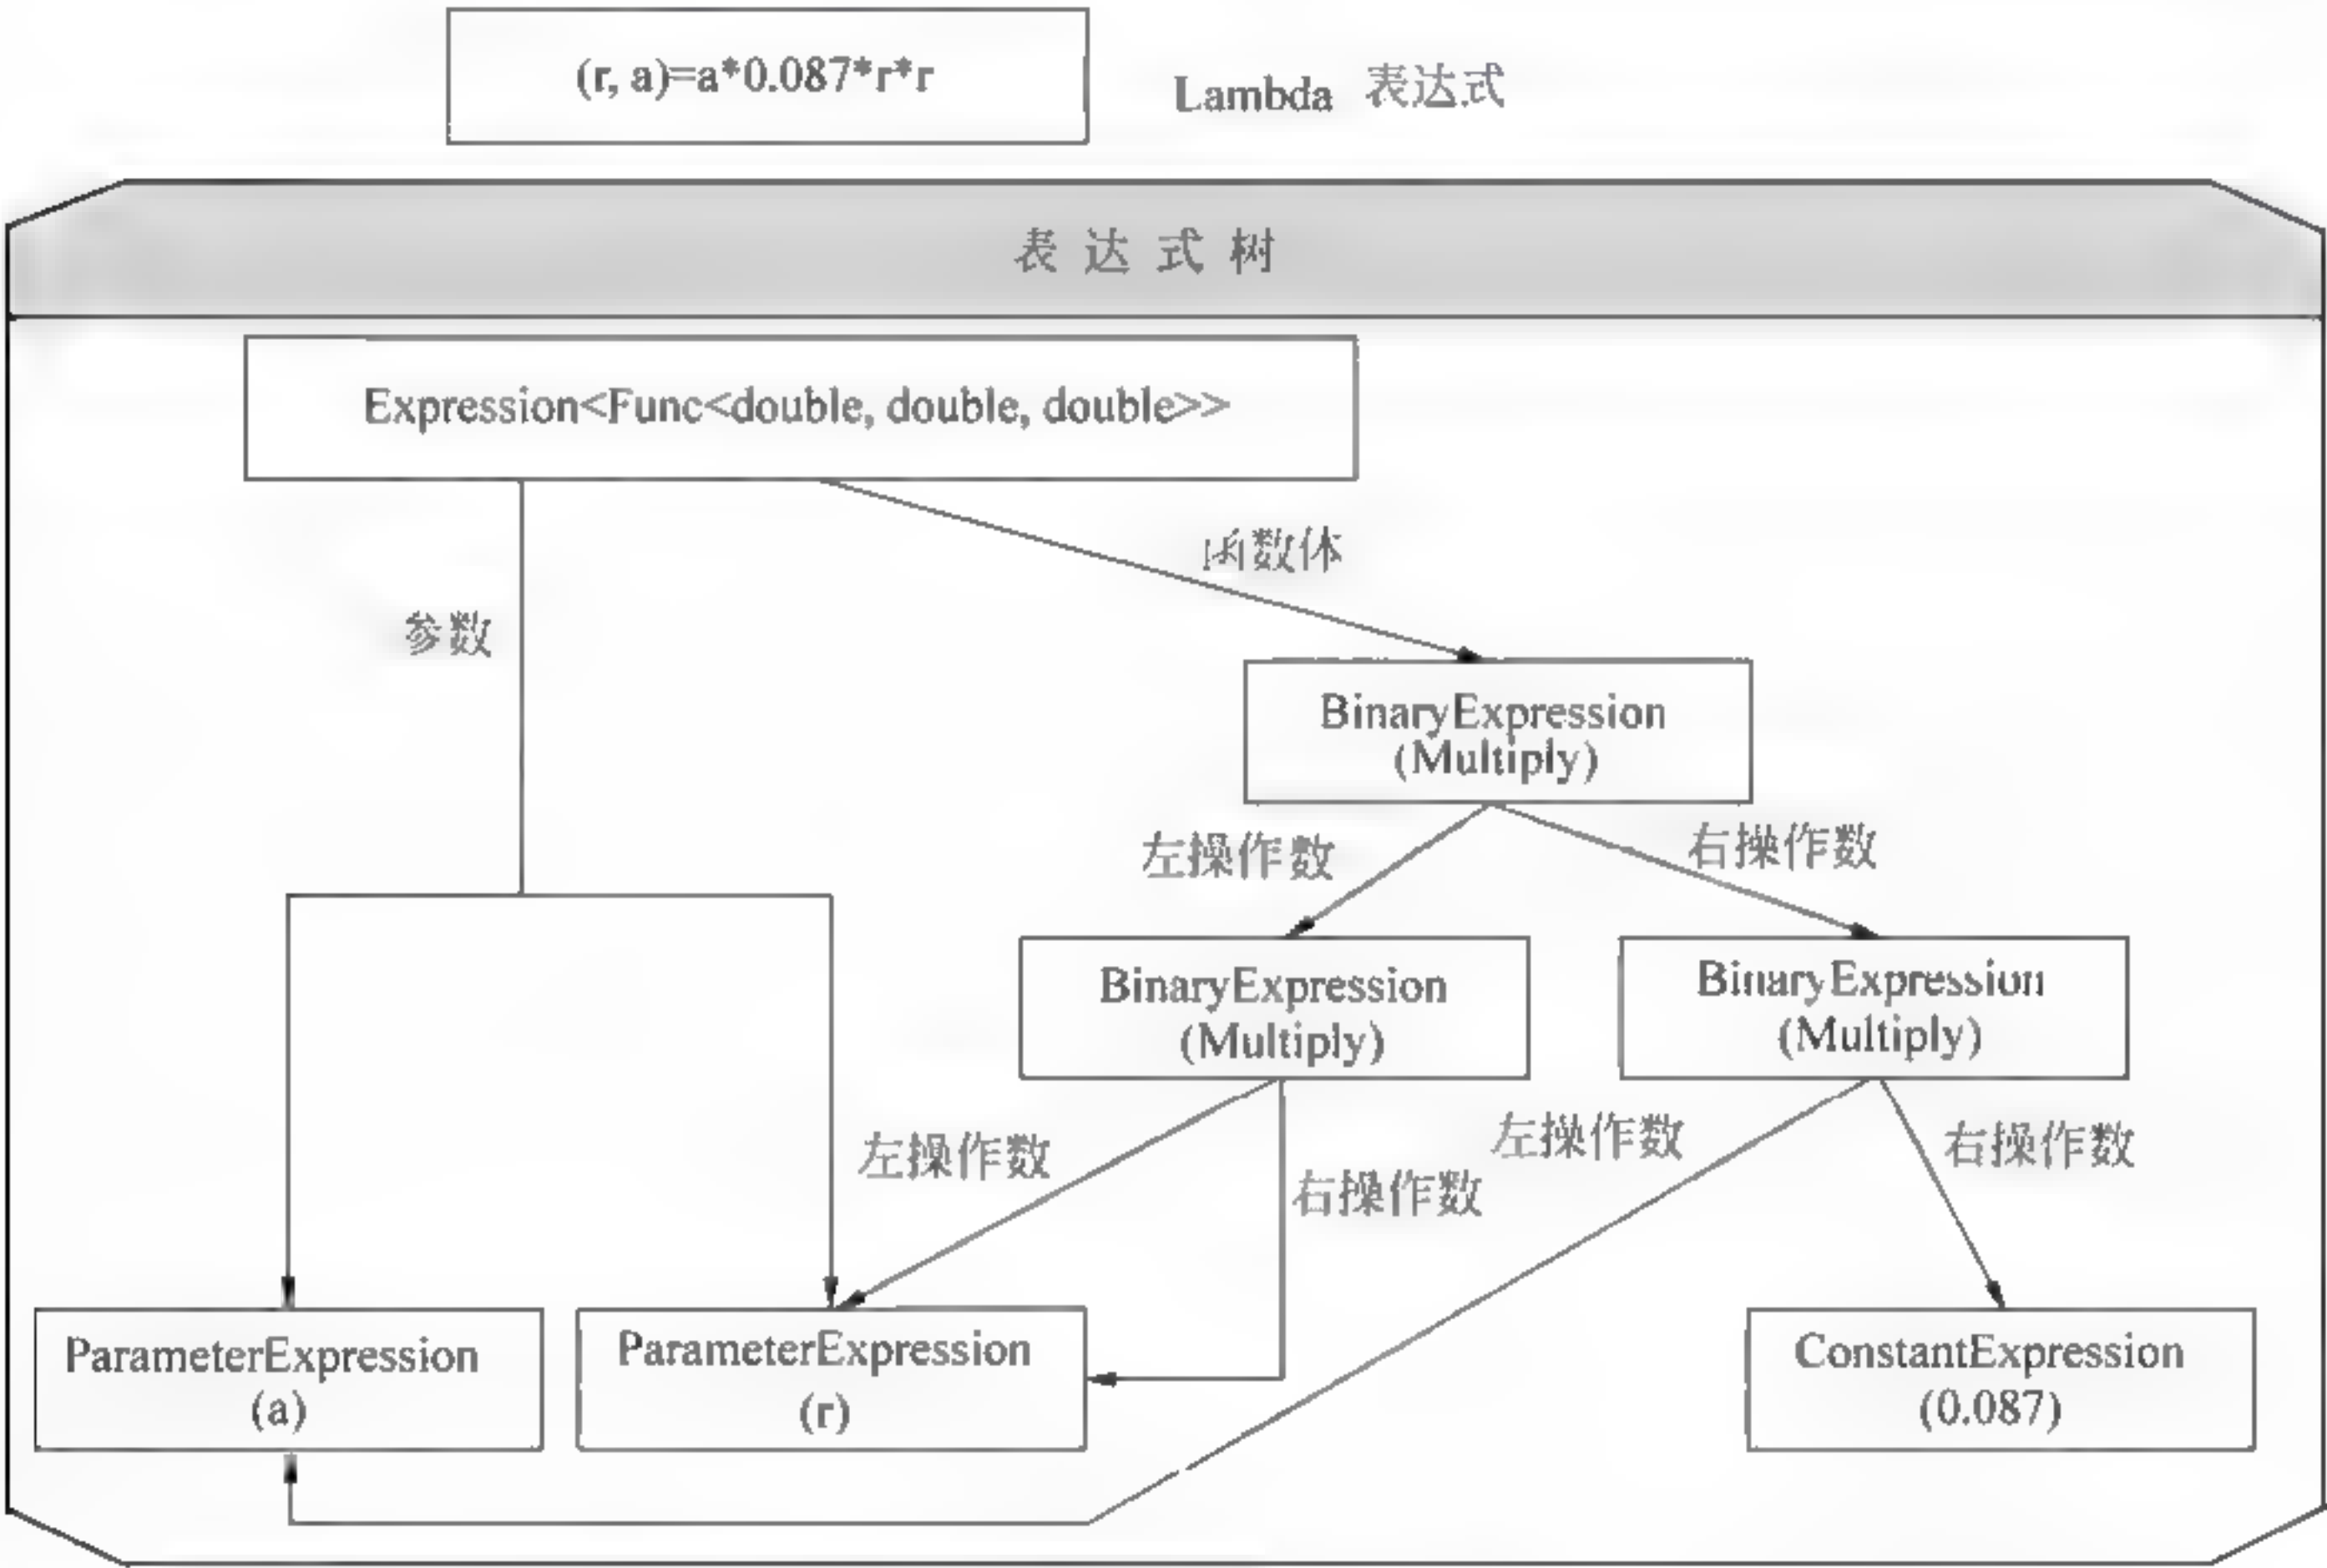 (r, a)=a*0.087*r*r
Lambda 表达式
表达式树
Expression<Func<double, double, double>>
函数体
参数
BinaryExpression
(Multiply)
左操作数
右操作数
BinaryExpression
(Multiply)
BinaryExpression
(Multiply)
左操作数
右操作数
左操作数
右操作数
ParameterExpression
(a)
ParameterExpression
(r)
ConstantExpression
(0.087)